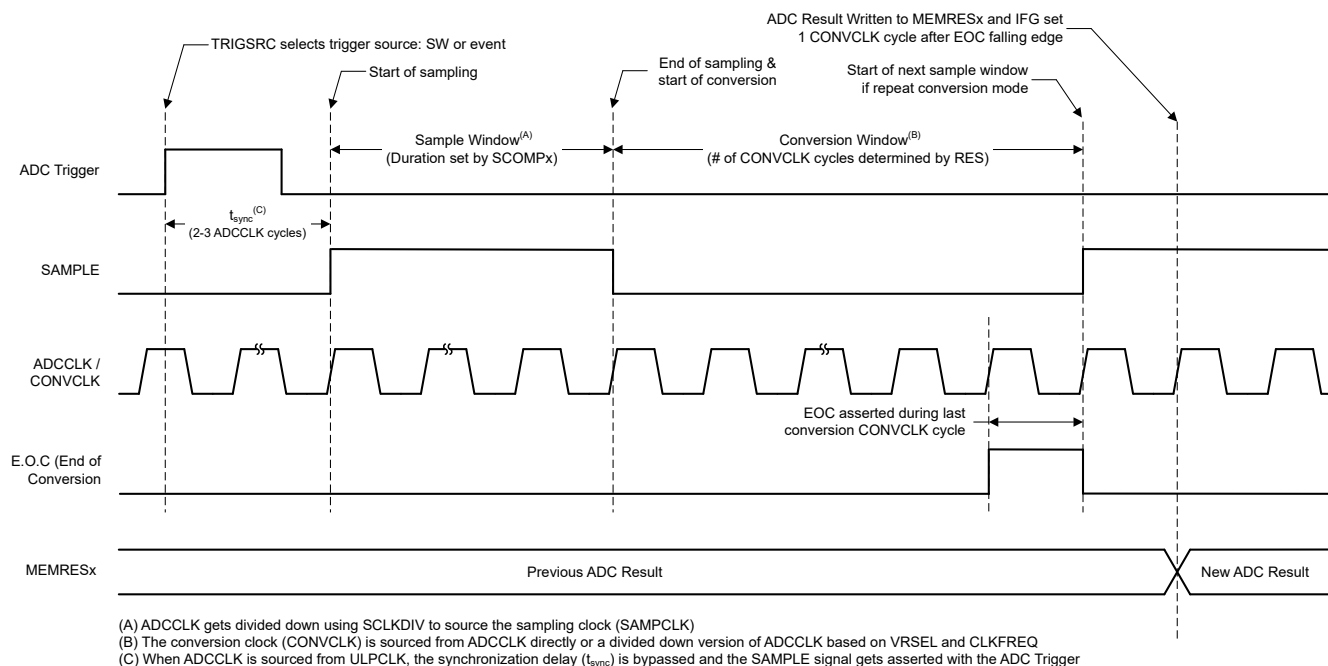 ADC Result Written to MEMRESx and IFG set
1 CONVCLK cycle after EOC falling edge
TRIGSRC selects trigger source: SW or event
Start of sampling
End of sampling &
start of conversion
Start of next sample window
if repeat conversion mode
Sample Window(A)
(Duration set by SCOMPx)
Conversion Window(B)
(# of CONVCLK cycles determined by RES)
ADC Trigger
tsync(C)
(2-3 ADCCLK cycles)
SAMPLE
ADCCLK /
CONVCLK
EOC asserted during last
conversion CONVCLK cycle
E.O.C (End of
Conversion
MEMRESx
Previous ADC Result
New ADC Result
(A) ADCCLK gets divided down using SCLKDIV to source the sampling clock (SAMPCLK)
(B) The conversion clock (CONVCLK) is sourced from ADCCLK directly or a divided down version of ADCCLK based on VRSEL and CLKFREQ
(C) When ADCCLK is sourced from ULPCLK, the synchronization delay (tsync) is bypassed and the SAMPLE signal gets asserted with the ADC Trigger